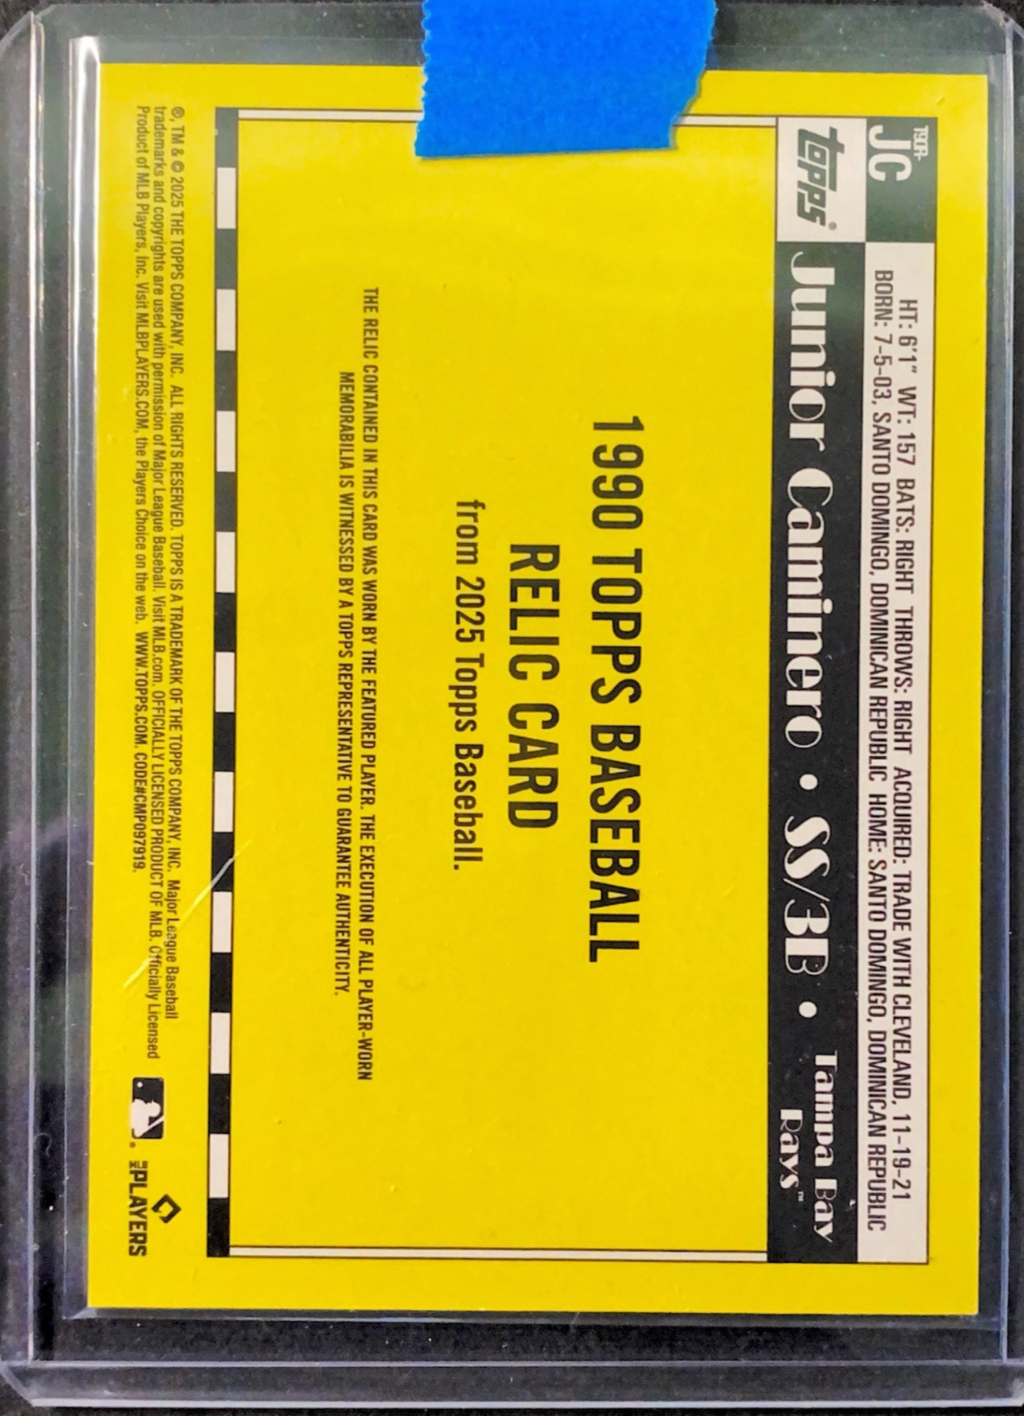 T90R-
JC
HT: 6'1" WT: 157 BATS: RIGHT THROWS: RIGHT ACQUIRED: TRADE WITH CLEVELAND, 11-19-21
BORN: 7-5-03, SANTO DOMINGO, DOMINICAN REPUBLIC HOME: SANTO DOMINGO, DOMINICAN REPUBLIC
topps® Junior Caminero • SS/3B • Tampa Bay
Rays™
1990 TOPPS BASEBALL
RELIC CARD
from 2025 Topps Baseball.
THE RELIC CONTAINED IN THIS CARD WAS WORN BY THE FEATURED PLAYER. THE EXECUTION OF ALL PLAYER-WORN
MEMORABILIA IS WITNESSED BY A TOPPS REPRESENTATIVE TO GUARANTEE AUTHENTICITY.
®, TM & © 2025 THE TOPPS COMPANY, INC. ALL RIGHTS RESERVED. TOPPS IS A TRADEMARK OF THE TOPPS COMPANY, INC. Major League Baseball
trademarks and copyrights are used with permission of Major League Baseball. Visit MLB.com. OFFICIALLY LICENSED PRODUCT OF MLB. Officially Licensed
Product of MLB Players, Inc. Visit MLBPLAYERS.COM, the Players Choice on the web. WWW.TOPPS.COM. CODE#CMP097919.
MLB PLAYERS